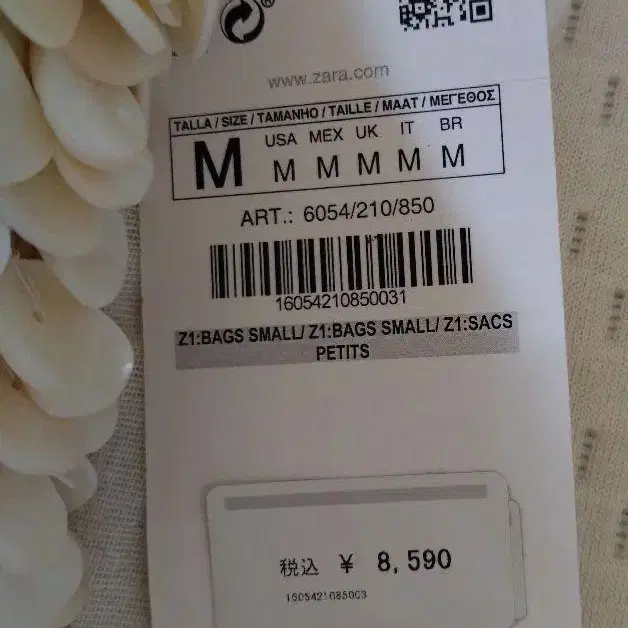 www.zara.com
TALLA / SIZE / TAMANHO / TAILLE / MAAT / ΜΕΓΕΘΟΣ
USA MEX UK IT BR
M M M M M M
ART.: 6054/210/850
16054210850031
Z1:BAGS SMALL/ Z1:BAGS SMALL/ Z1:SACS
PETITS
税込 ¥ 8,590